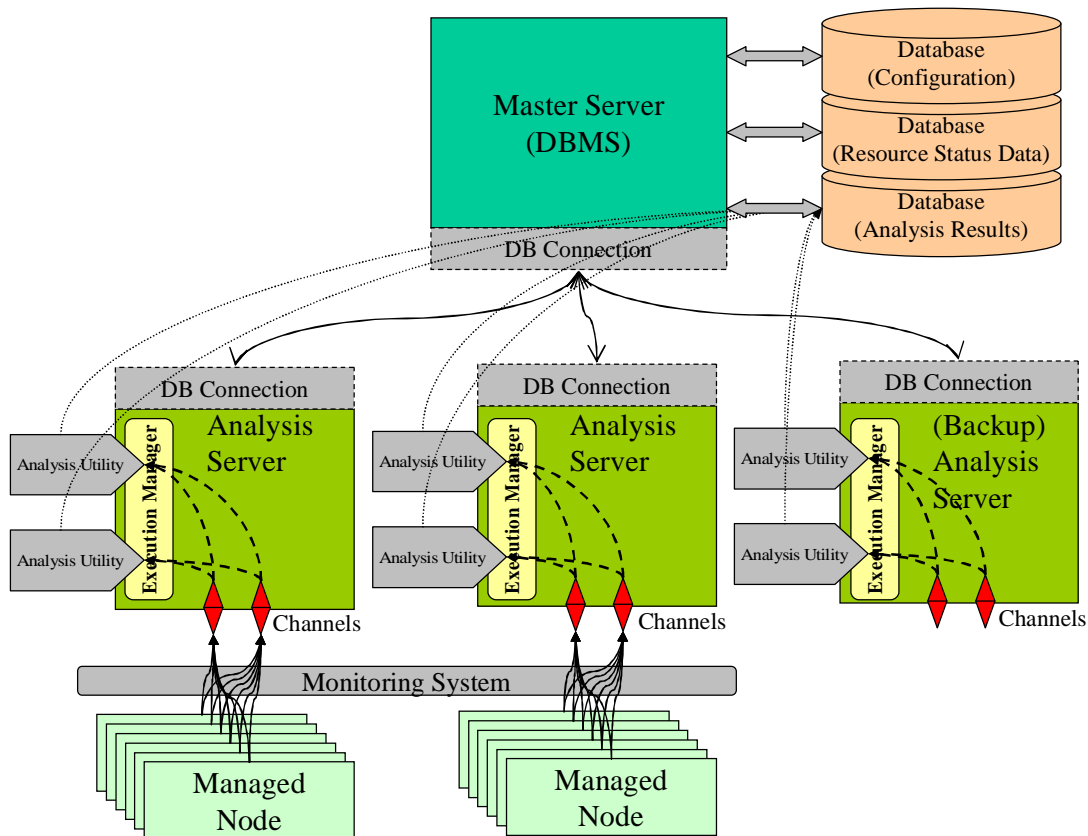 Master Server
(DBMS)
DB Connection
Database
(Configuration)
Database
(Resource Status Data)
Database
(Analysis Results)
DB Connection
Analysis
Server
Execution Manager
Analysis Utility
Analysis Utility
Channels
DB Connection
Analysis
Server
Execution Manager
Analysis Utility
Analysis Utility
Channels
DB Connection
(Backup)
Analysis
Server
Execution Manager
Analysis Utility
Analysis Utility
Channels
Monitoring System
Managed
Node
Managed
Node